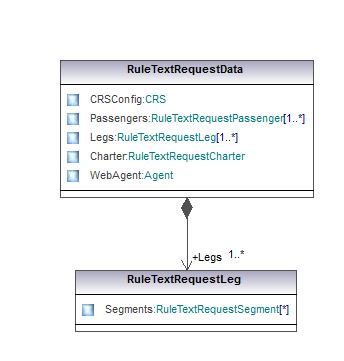 RuleTextRequestData
CRSConfig:CRS
Passengers:RuleTextRequestPassenger[1..*]
Legs:RuleTextRequestLeg[1..*]
Charter:RuleTextRequestCharter
WebAgent:Agent
+Legs 1..*
RuleTextRequestLeg
Segments:RuleTextRequestSegment[*]